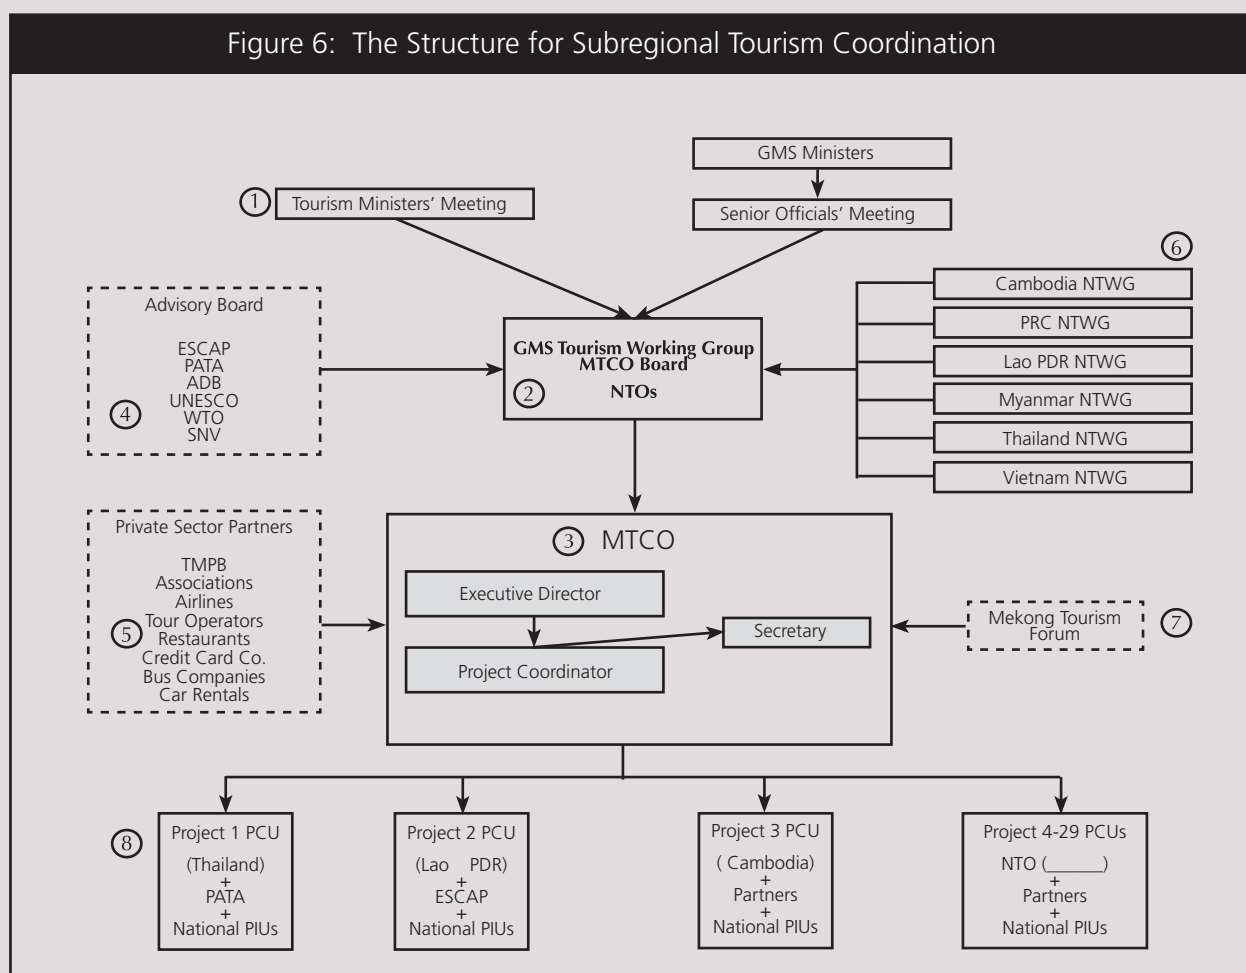 Figure 6: The Structure for Subregional Tourism Coordination
GMS Ministers
1
Tourism Ministers' Meeting
Senior Officials' Meeting
6
Cambodia NTWG
PRC NTWG
Lao PDR NTWG
Myanmar NTWG
Thailand NTWG
Vietnam NTWG
Advisory Board
ESCAP
PATA
ADB
UNESCO
4
WTO
SNV
GMS Tourism Working Group
MTCO Board
2
NTOs
Private Sector Partners
TMPB
Associations
Airlines
Tour Operators
5
Restaurants
Credit Card Co.
Bus Companies
Car Rentals
3 MTCO
Executive Director
Secretary
Project Coordinator
Mekong Tourism
Forum
7
8
Project 1 PCU
(Thailand)
+
PATA
+
National PIUs
Project 2 PCU
(Lao PDR)
+
ESCAP
+
National PIUs
Project 3 PCU
( Cambodia)
+
Partners
+
National PIUs
Project 4-29 PCUs
NTO (______)
+
Partners
+
National PIUs